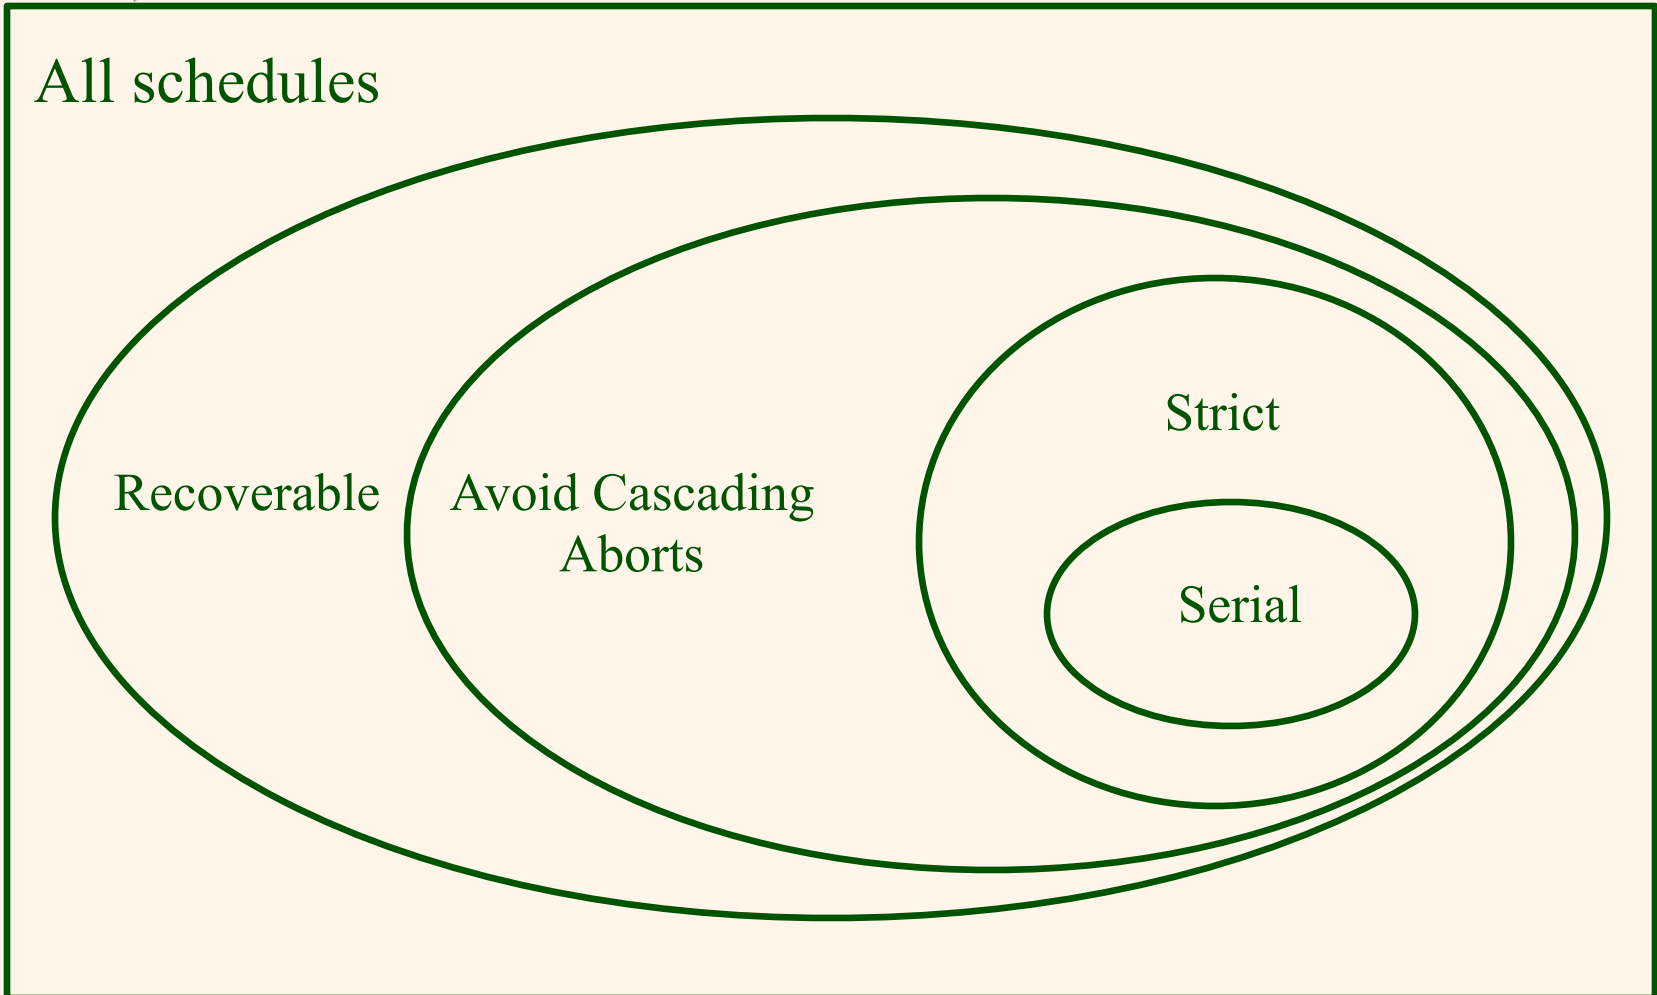 All schedules
Strict
Recoverable
Avoid Cascading
Aborts
Serial